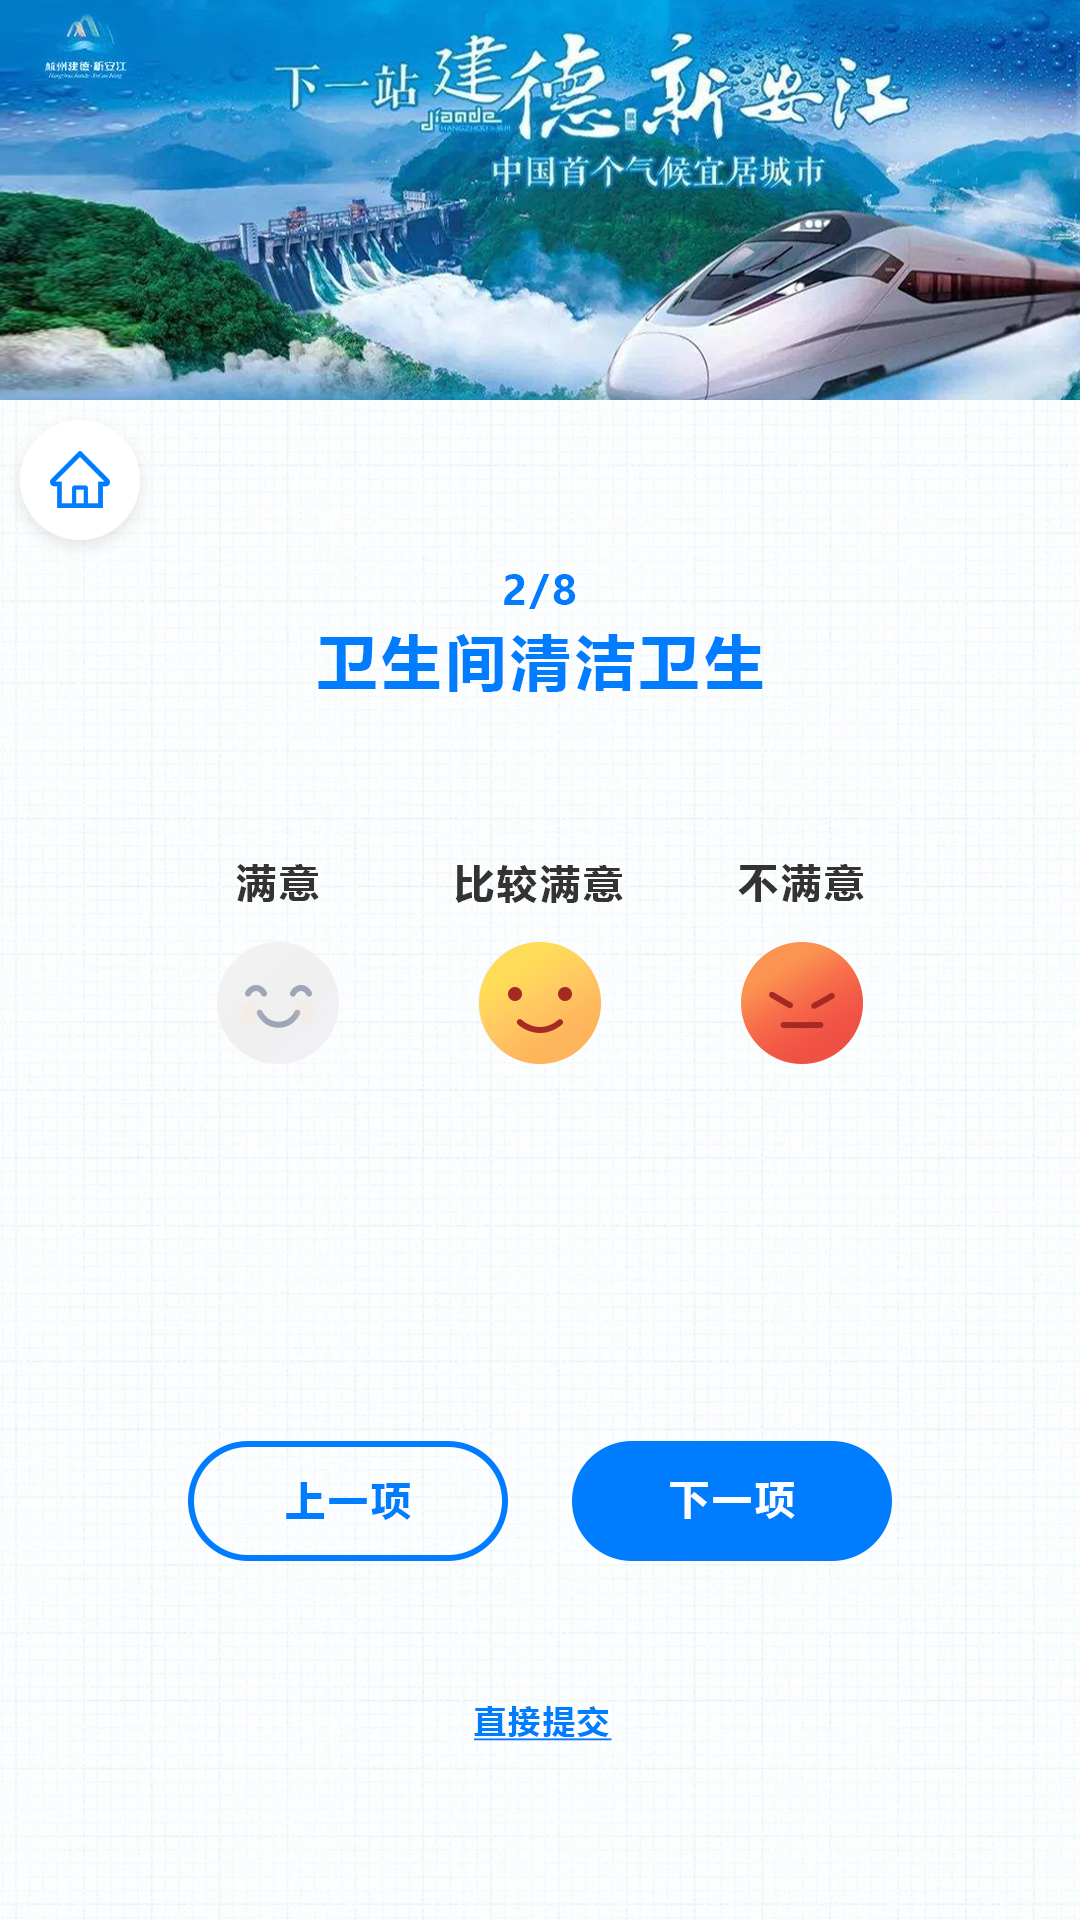 杭州建德·新安江
下一站 建德 新安江
jiande
HANGZHOU 杭州
中国首个气候宜居城市
2/8
卫生间清洁卫生
满意 比较满意 不满意
上一项 下一项
直接提交